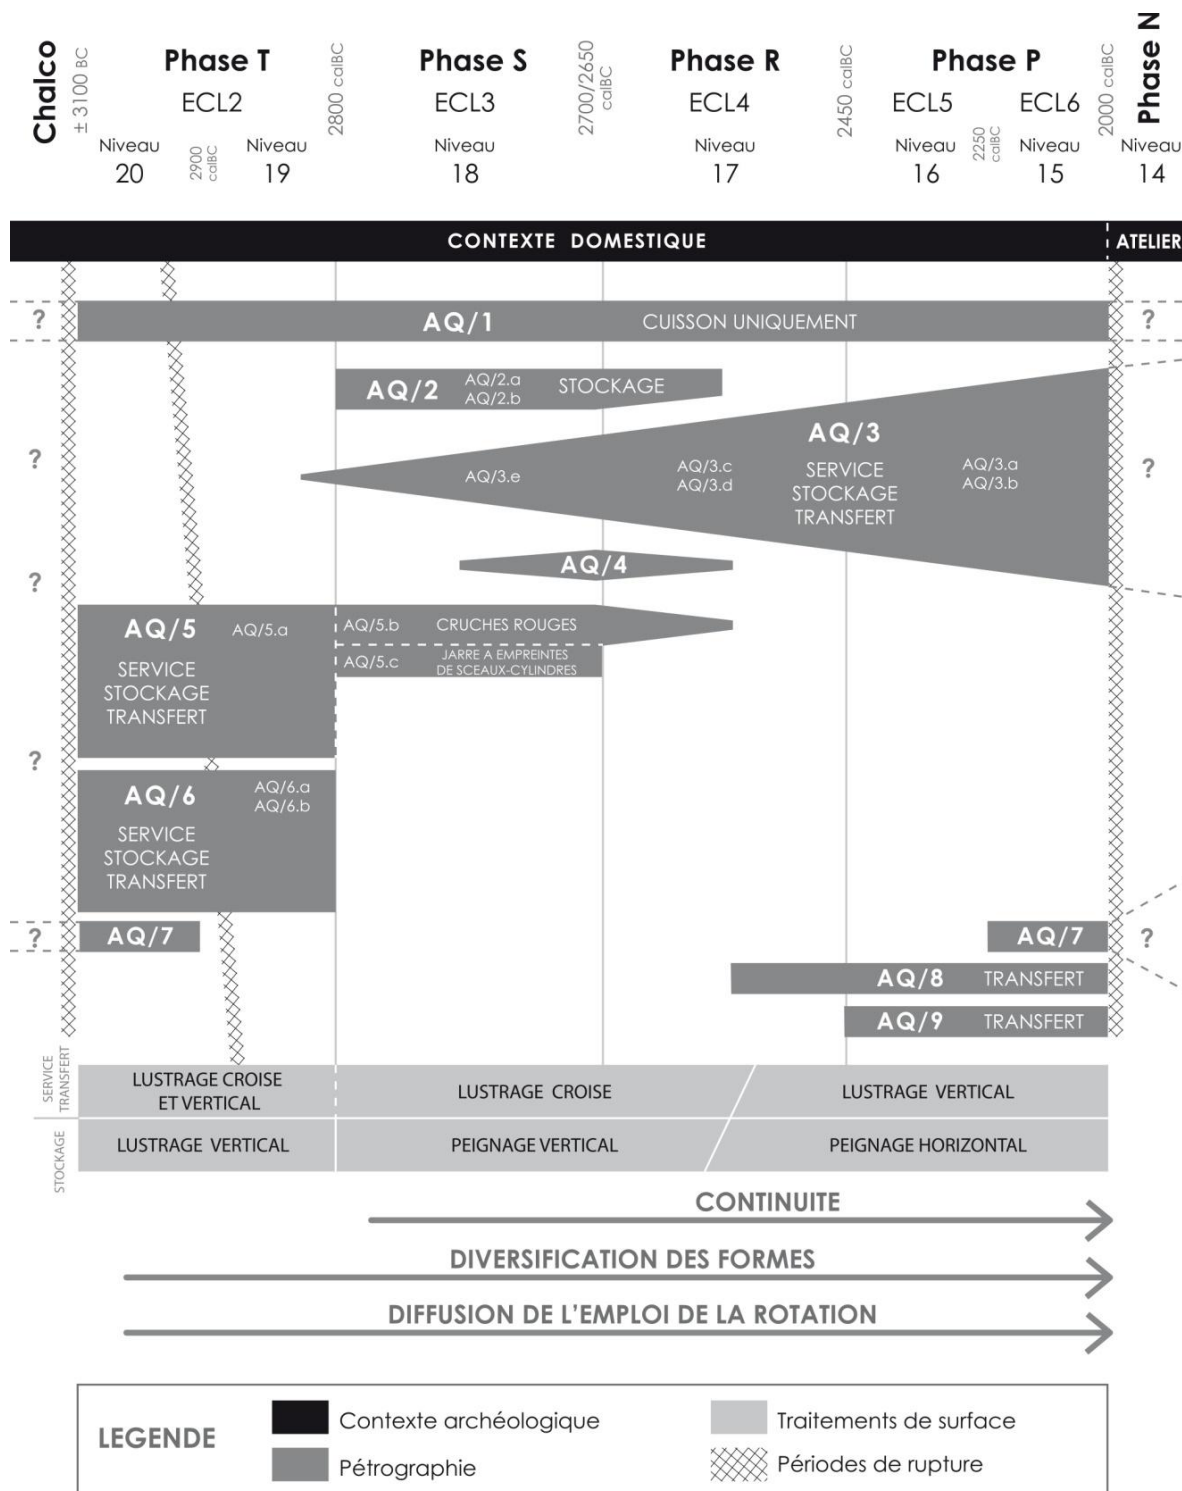 Chalco
± 3100 BC
Phase T
ECL2
Niveau
20
2900
calBC
Niveau
19
2800 calBC
Phase S
ECL3
Niveau
18
2700/2650
calBC
Phase R
ECL4
Niveau
17
2450 calBC
Phase P
ECL5
ECL6
Niveau
16
2250
calBC
Niveau
15
2000 calBC
Phase N
Niveau
14
CONTEXTE DOMESTIQUE
ATELIER
?
AQ/1
CUISSON UNIQUEMENT
?
AQ/2
AQ/2.a
AQ/2.b
STOCKAGE
?
AQ/3.e
AQ/3.c
AQ/3.d
AQ/3
SERVICE
STOCKAGE
TRANSFERT
AQ/3.a
AQ/3.b
?
?
AQ/4
AQ/5
AQ/5.a
SERVICE
STOCKAGE
TRANSFERT
AQ/5.b
CRUCHES ROUGES
AQ/5.c
JARRE A EMPREINTES
DE SCEAUX-CYLINDRES
?
AQ/6
AQ/6.a
AQ/6.b
SERVICE
STOCKAGE
TRANSFERT
?
AQ/7
AQ/7
?
AQ/8
TRANSFERT
AQ/9
TRANSFERT
SERVICE
TRANSFERT
LUSTRAGE CROISE
ET VERTICAL
LUSTRAGE CROISE
LUSTRAGE VERTICAL
STOCKAGE
LUSTRAGE VERTICAL
PEIGNAGE VERTICAL
PEIGNAGE HORIZONTAL
CONTINUITE
DIVERSIFICATION DES FORMES
DIFFUSION DE L'EMPLOI DE LA ROTATION
LEGENDE
Contexte archéologique
Pétrographie
Traitements de surface
Périodes de rupture